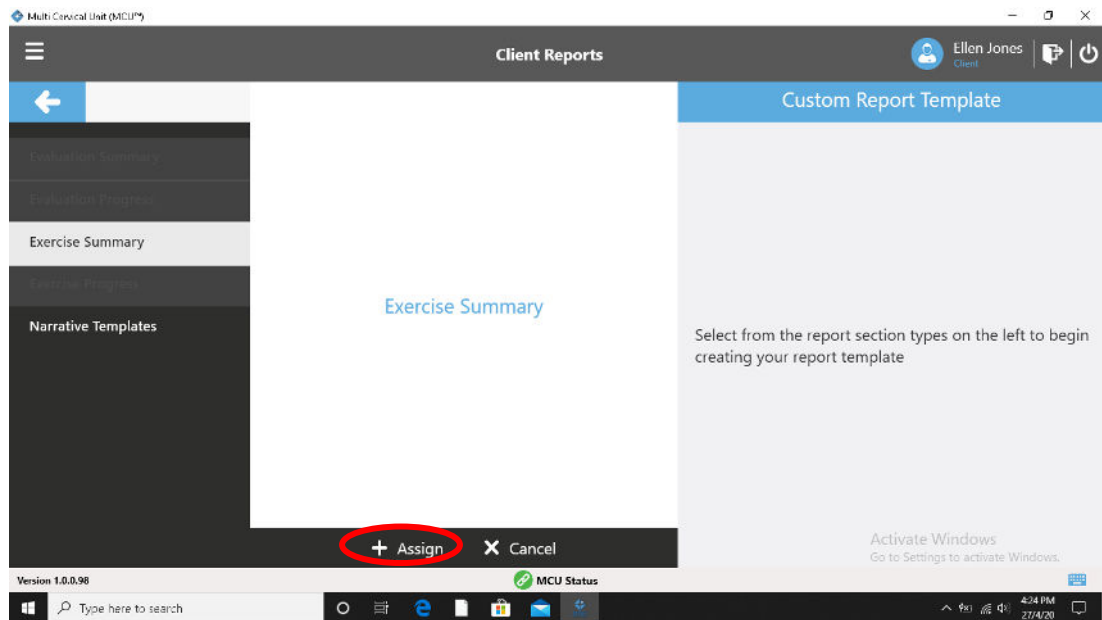 Multi Cervical Unit (MCU™)
Client Reports
Ellen Jones
Client
Custom Report Template
Evaluation Summary
Evaluation Progress
Exercise Summary
Exercise Progress
Narrative Templates
Exercise Summary
Select from the report section types on the left to begin
creating your report template
+ Assign
X Cancel
Activate Windows
Go to Settings to activate Windows.
Version 1.0.0.98
MCU Status
Type here to search
4:24 PM
27/4/20